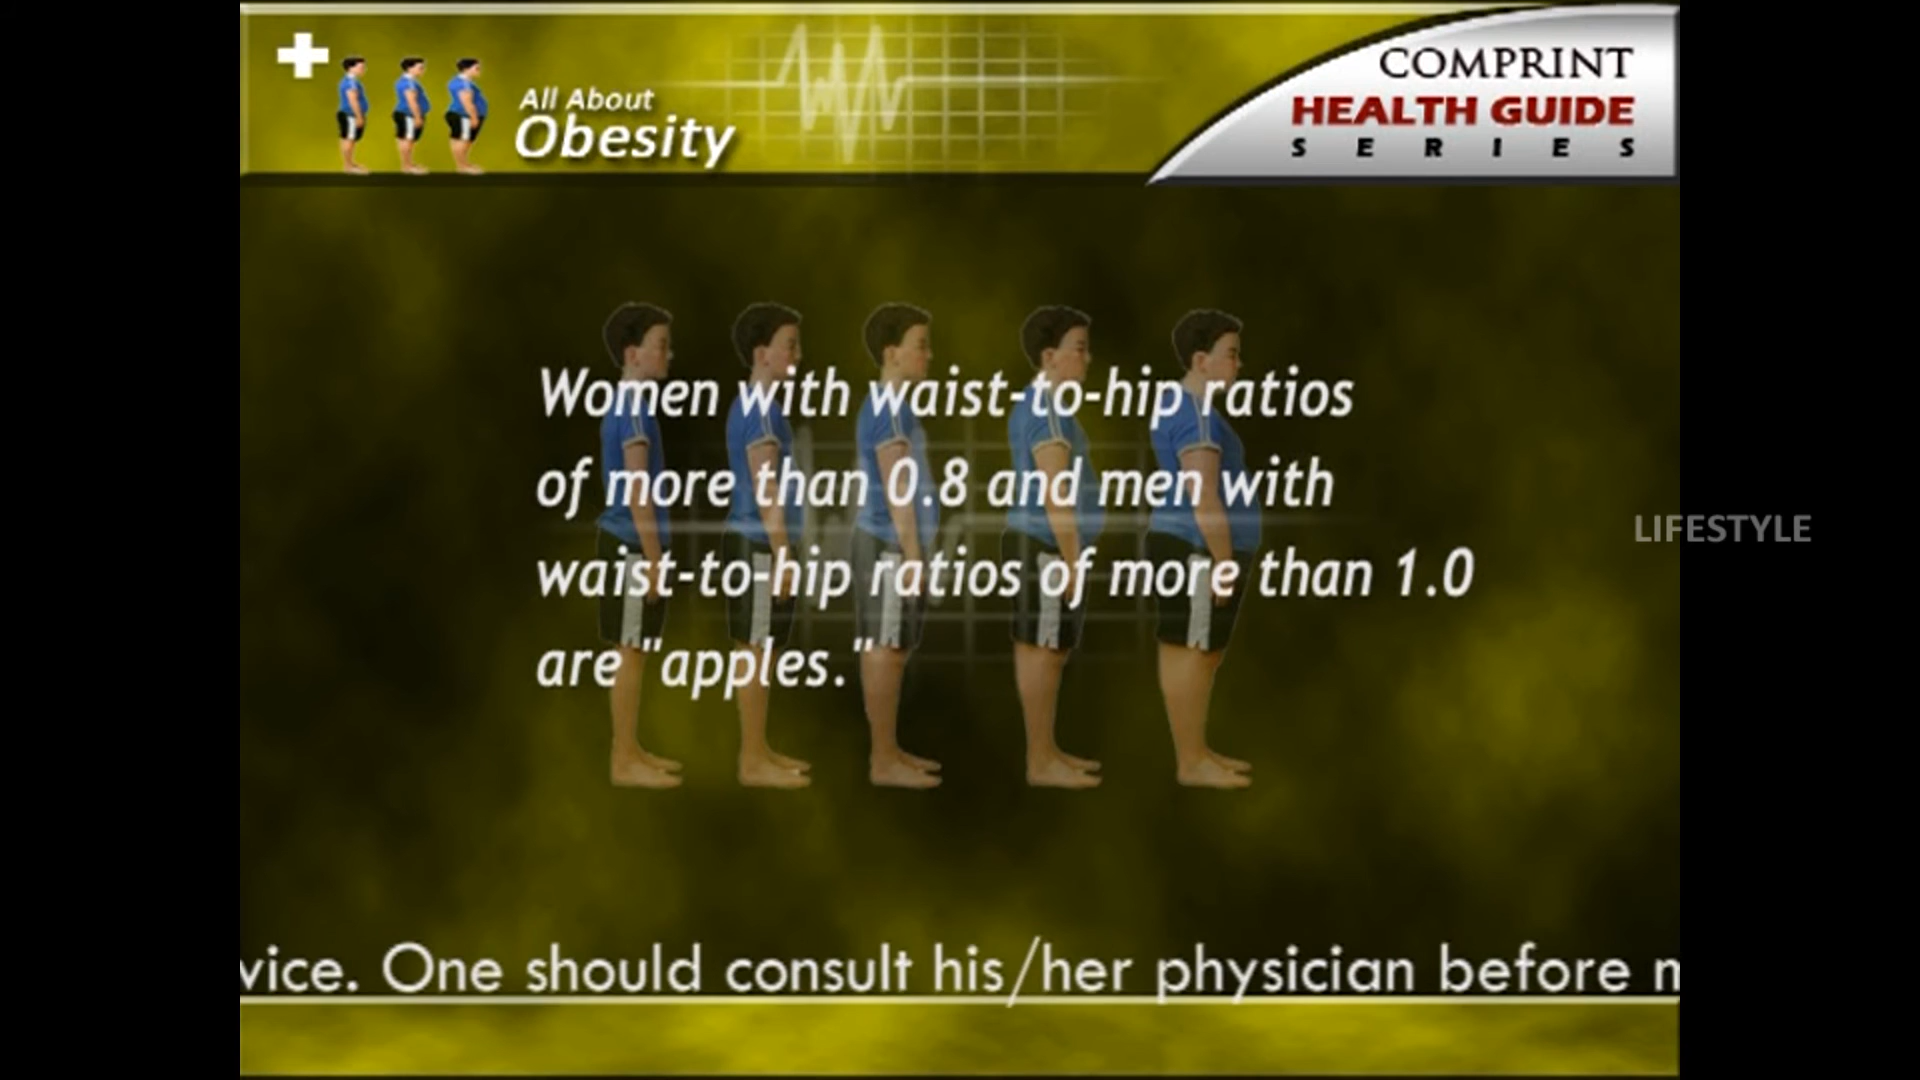 All About
Obesity
COMPRINT
HEALTH GUIDE
SERIES
Women with waist-to-hip ratios
of more than 0.8 and men with
waist-to-hip ratios of more than 1.0
are "apples."
LIFESTYLE
vice. One should consult his/her physician before m